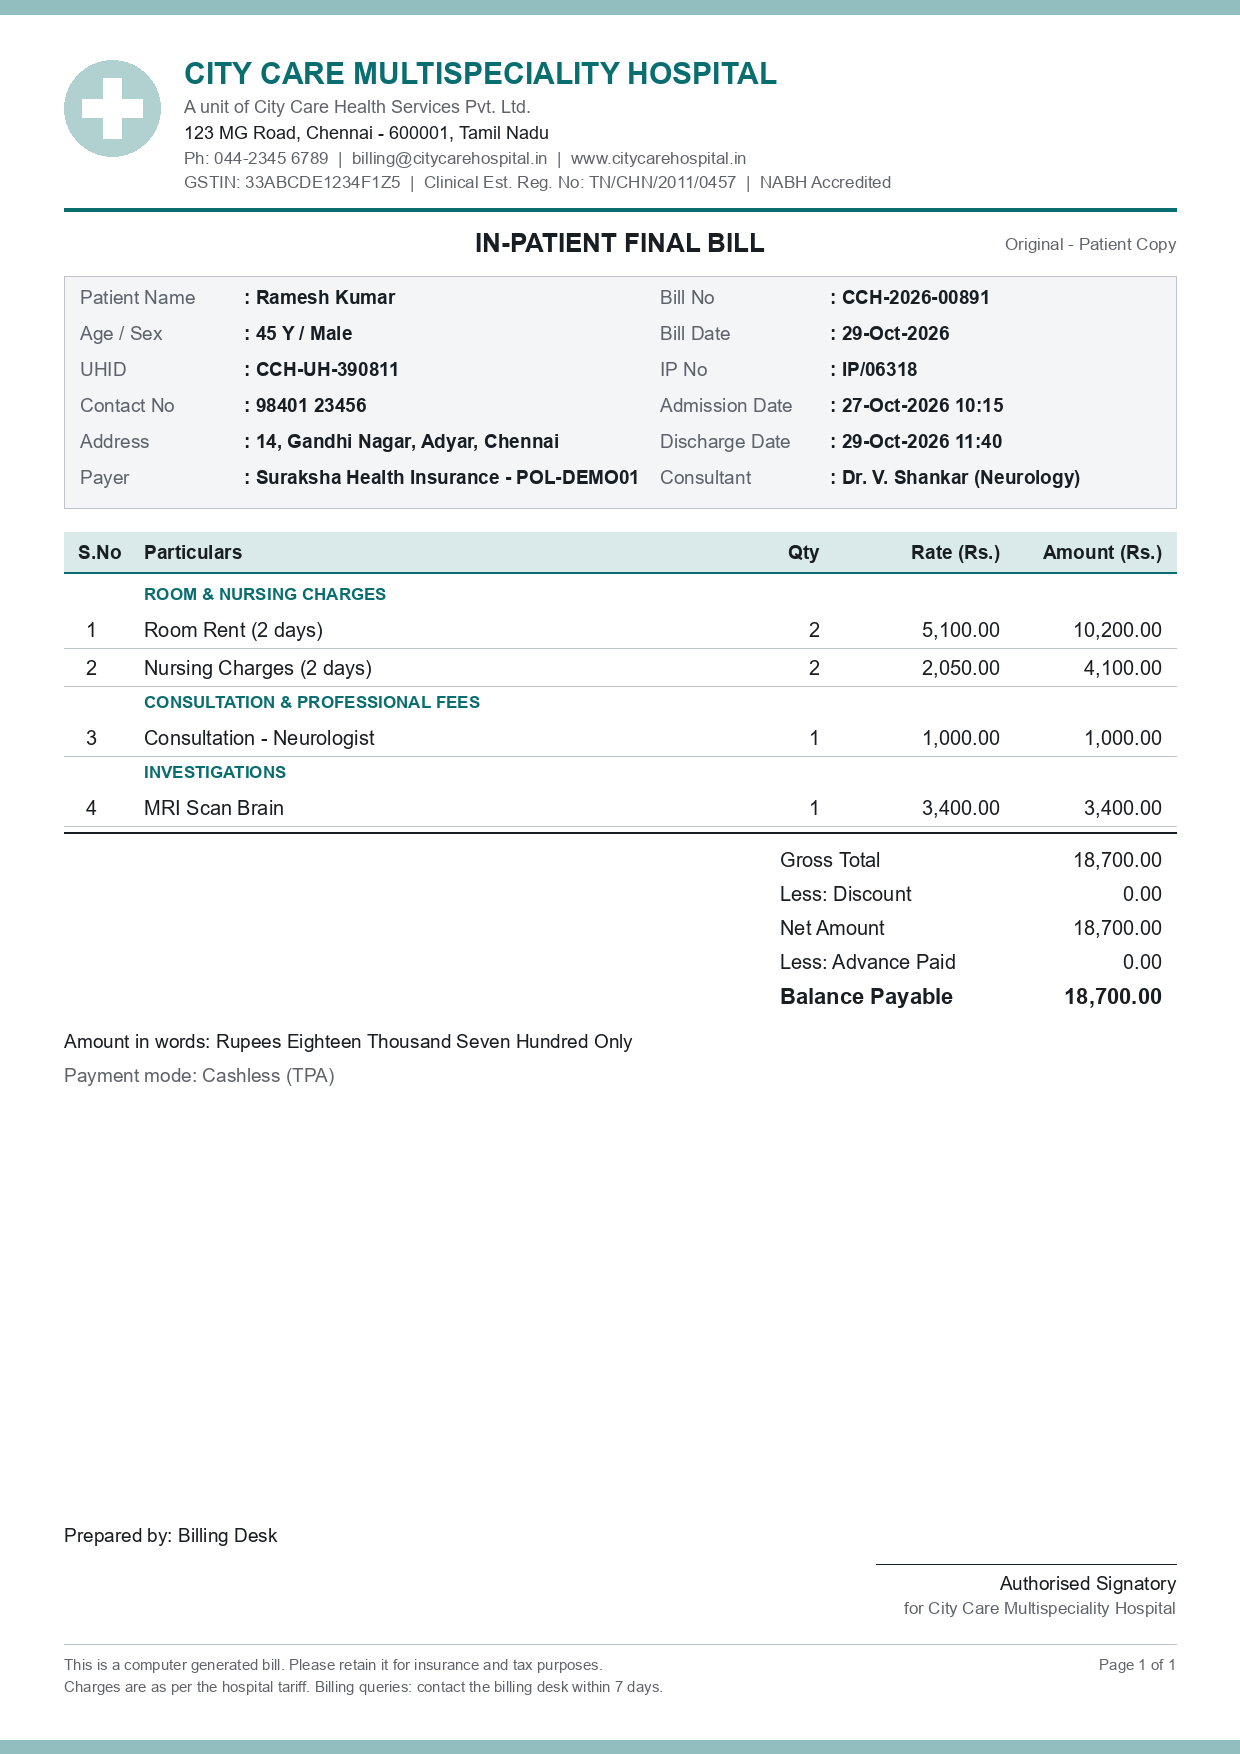 CITY CARE MULTISPECIALITY HOSPITAL
A unit of City Care Health Services Pvt. Ltd.
123 MG Road, Chennai - 600001, Tamil Nadu
Ph: 044-2345 6789 | billing@citycarehospital.in | www.citycarehospital.in
GSTIN: 33ABCDE1234F1Z5 | Clinical Est. Reg. No: TN/CHN/2011/0457 | NABH Accredited
IN-PATIENT FINAL BILL Original - Patient Copy
Patient Name : Ramesh Kumar Bill No : CCH-2026-00891
Age / Sex : 45 Y / Male Bill Date : 29-Oct-2026
UHID : CCH-UH-390811 IP No : IP/06318
Contact No : 98401 23456 Admission Date : 27-Oct-2026 10:15
Address : 14, Gandhi Nagar, Adyar, Chennai Discharge Date : 29-Oct-2026 11:40
Payer : Suraksha Health Insurance - POL-DEMO01 Consultant : Dr. V. Shankar (Neurology)
S.No Particulars Qty Rate (Rs.) Amount (Rs.)
ROOM & NURSING CHARGES
1 Room Rent (2 days) 2 5,100.00 10,200.00
2 Nursing Charges (2 days) 2 2,050.00 4,100.00
CONSULTATION & PROFESSIONAL FEES
3 Consultation - Neurologist 1 1,000.00 1,000.00
INVESTIGATIONS
4 MRI Scan Brain 1 3,400.00 3,400.00
Gross Total 18,700.00
Less: Discount 0.00
Net Amount 18,700.00
Less: Advance Paid 0.00
Balance Payable 18,700.00
Amount in words: Rupees Eighteen Thousand Seven Hundred Only
Payment mode: Cashless (TPA)
Prepared by: Billing Desk
Authorised Signatory
for City Care Multispeciality Hospital
This is a computer generated bill. Please retain it for insurance and tax purposes. Page 1 of 1
Charges are as per the hospital tariff. Billing queries: contact the billing desk within 7 days.